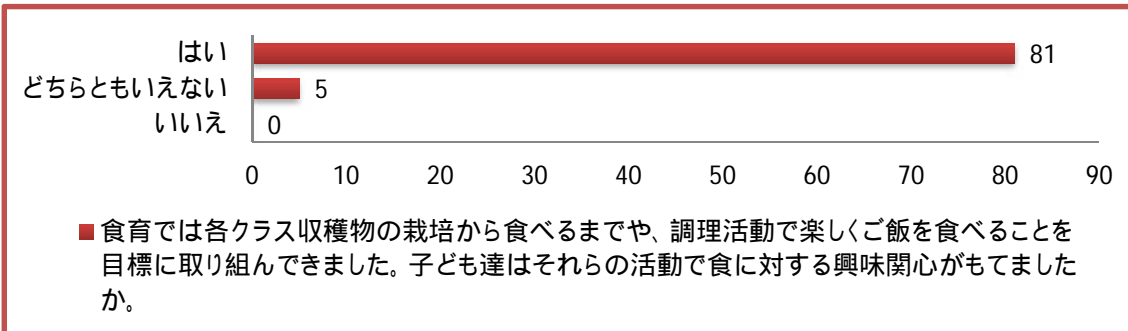 はい 81
どちらともいえない 5
いいえ 0
0 10 20 30 40 50 60 70 80 90
食育では各クラス収穫物の栽培から食べるまでや、調理活動で楽しくご飯を食べることを
目標に取り組んできました。子ども達はそれらの活動で食に対する興味関心がもてました
か。